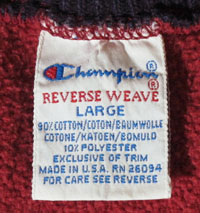 Champion®
REVERSE WEAVE®
LARGE
90% COTTON/COTON/BAUMWOLLE
COTONE/KATOEN/BOMULD
10% POLYESTER
EXCLUSIVE OF TRIM
MADE IN U.S.A. RN 26094
FOR CARE SEE REVERSE